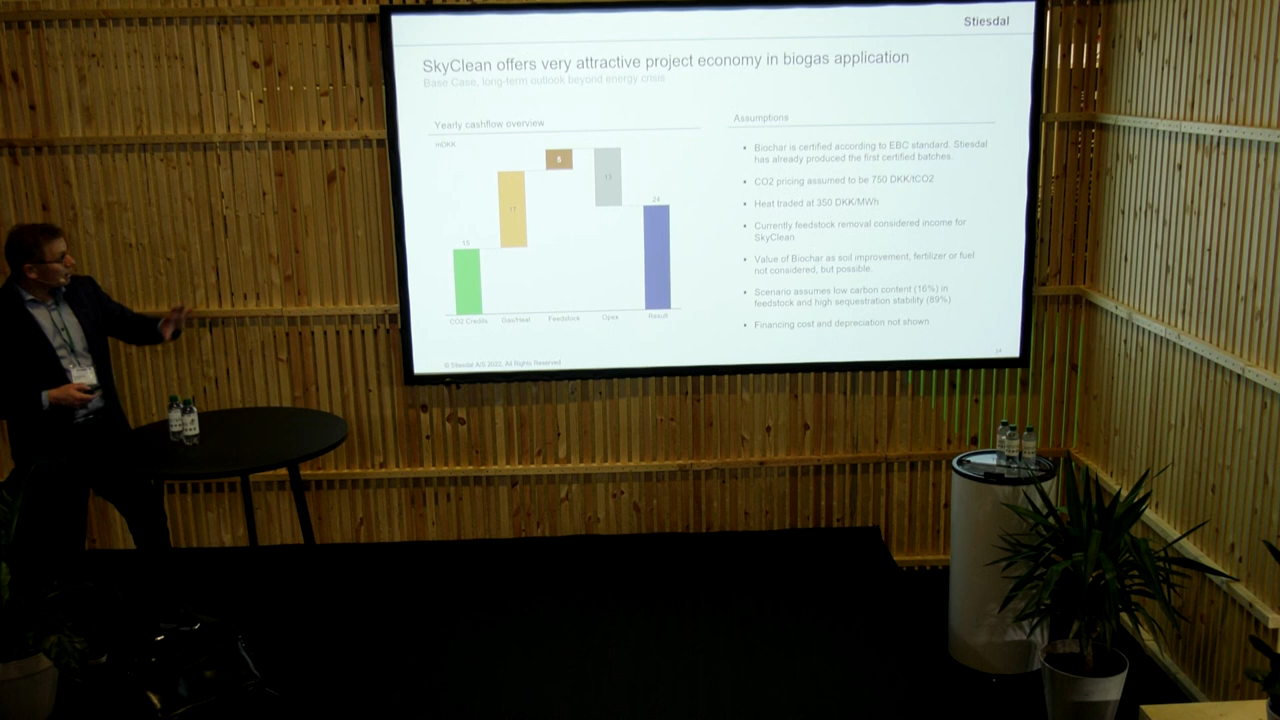 Stiesdal
SkyClean offers very attractive project economy in biogas application
Base Case, long-term outlook beyond energy crisis
Yearly cashflow overview
mDKK
15
17
5
13
24
CO2 Credits
Gas/Heat
Feedstock
Opex
Result
© Stiesdal A/S 2022, All Rights Reserved
Assumptions
• Biochar is certified according to EBC standard. Stiesdal
has already produced the first certified batches.
• CO2 pricing assumed to be 750 DKK/tCO2
• Heat traded at 350 DKK/MWh
• Currently feedstock removal considered income for
SkyClean
• Value of Biochar as soil improvement, fertilizer or fuel
not considered, but possible.
• Scenario assumes low carbon content (16%) in
feedstock and high sequestration stability (89%)
• Financing cost and depreciation not shown
14